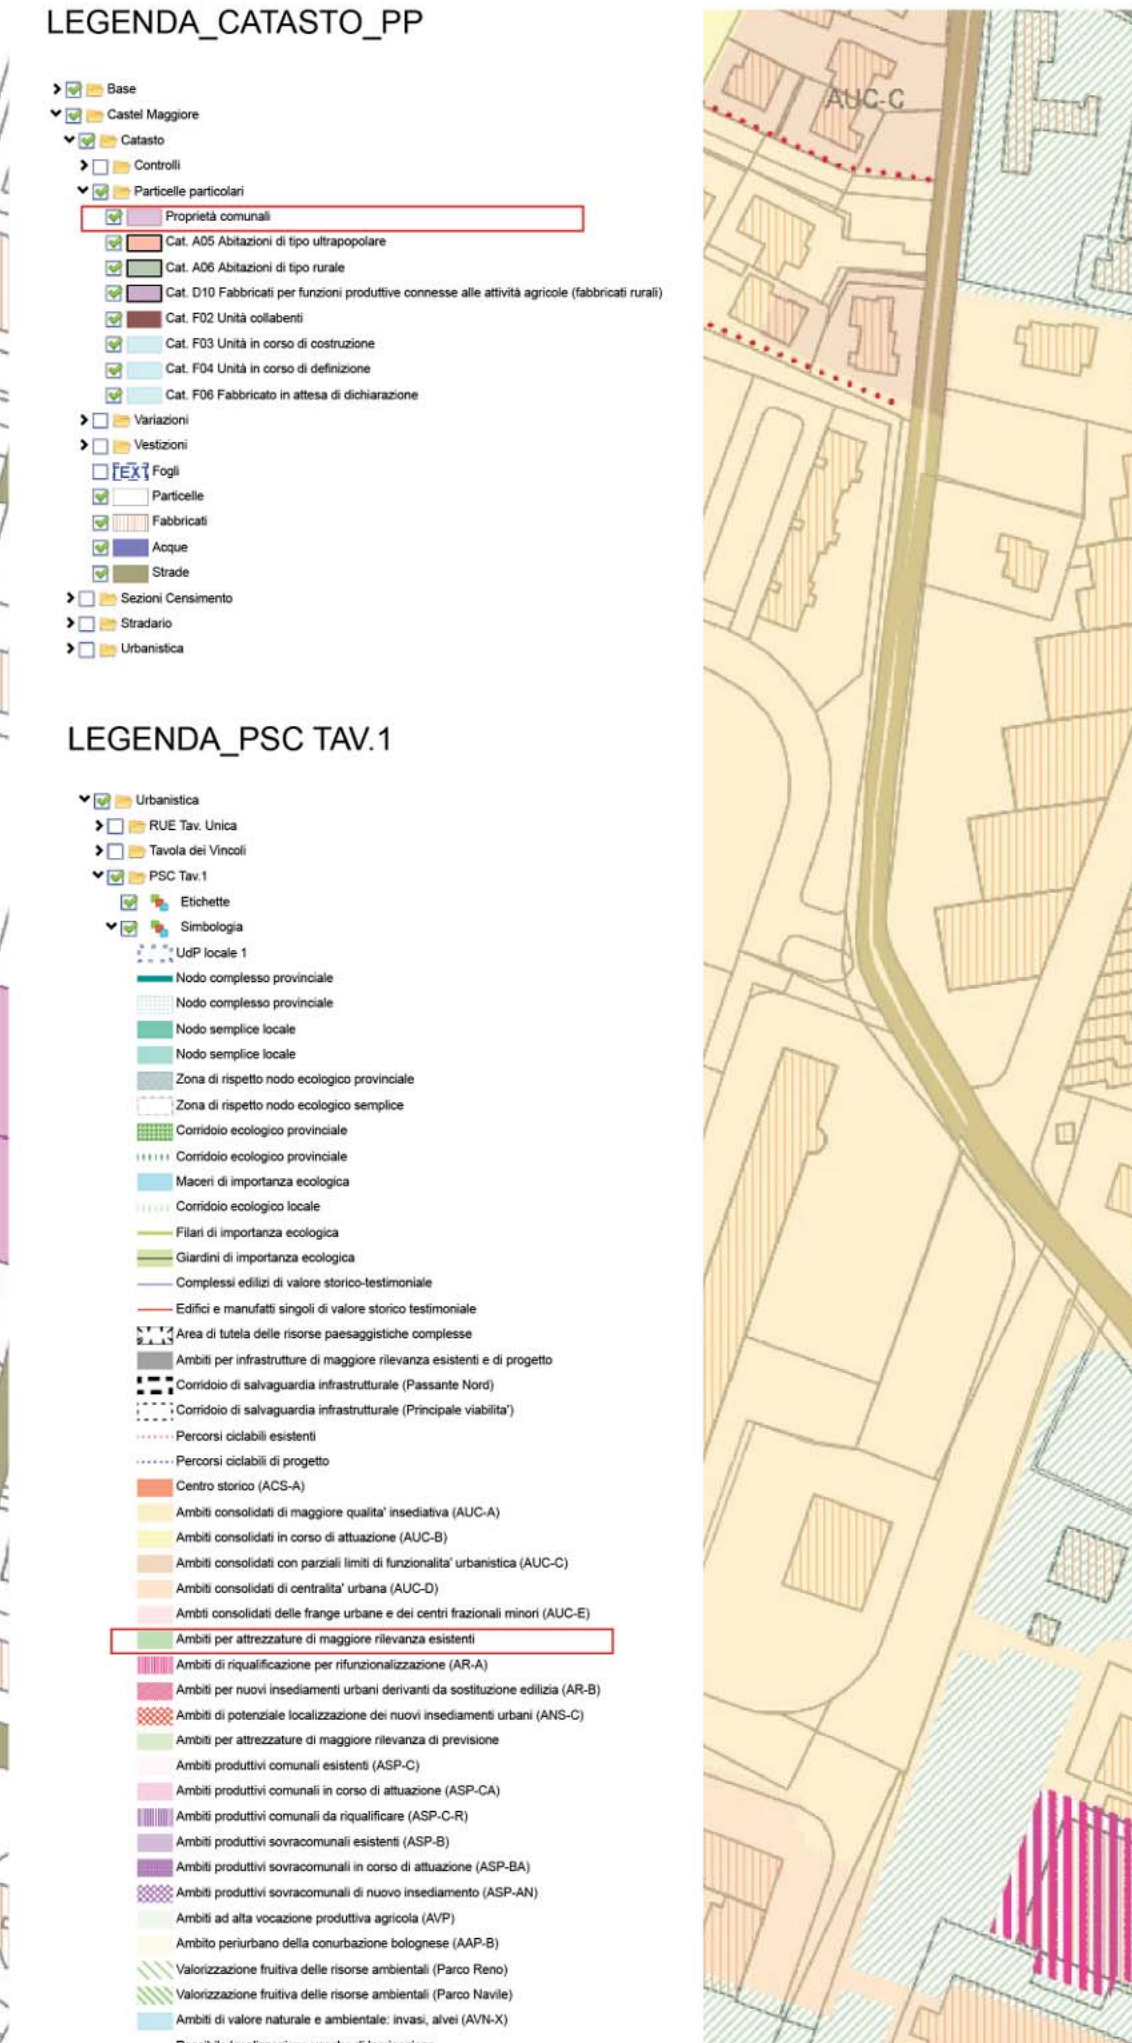 LEGENDA_CATASTO_PP
Base
Castel Maggiore
Catasto
Controlli
Particelle particolari
Proprietà comunali
Cat. A05 Abitazioni di tipo ultrapopolare
Cat. A06 Abitazioni di tipo rurale
Cat. D10 Fabbricati per funzioni produttive connesse alle attività agricole (fabbricati rurali)
Cat. F02 Unità collabenti
Cat. F03 Unità in corso di costruzione
Cat. F04 Unità in corso di definizione
Cat. F06 Fabbricato in attesa di dichiarazione
Variazioni
Vestizioni
TEXT Fogli
Particelle
Fabbricati
Acque
Strade
Sezioni Censimento
Stradario
Urbanistica
LEGENDA_PSC TAV.1
Urbanistica
RUE Tav. Unica
Tavola dei Vincoli
PSC Tav.1
Etichette
Simbologia
UdP locale 1
Nodo complesso provinciale
Nodo complesso provinciale
Nodo semplice locale
Nodo semplice locale
Zona di rispetto nodo ecologico provinciale
Zona di rispetto nodo ecologico semplice
Corridoio ecologico provinciale
Corridoio ecologico provinciale
Maceri di importanza ecologica
Corridoio ecologico locale
Filari di importanza ecologica
Giardini di importanza ecologica
Complessi edilizi di valore storico-testimoniale
Edifici e manufatti singoli di valore storico testimoniale
Area di tutela delle risorse paesaggistiche complesse
Ambiti per infrastrutture di maggiore rilevanza esistenti e di progetto
Corridoio di salvaguardia infrastrutturale (Passante Nord)
Corridoio di salvaguardia infrastrutturale (Principale viabilita')
Percorsi ciclabili esistenti
Percorsi ciclabili di progetto
Centro storico (ACS-A)
Ambiti consolidati di maggiore qualita' insediativa (AUC-A)
Ambiti consolidati in corso di attuazione (AUC-B)
Ambiti consolidati con parziali limiti di funzionalita' urbanistica (AUC-C)
Ambiti consolidati di centralita' urbana (AUC-D)
Ambti consolidati delle frange urbane e dei centri frazionali minori (AUC-E)
Ambiti per attrezzature di maggiore rilevanza esistenti
Ambiti di riqualificazione per rifunzionalizzazione (AR-A)
Ambiti per nuovi insediamenti urbani derivanti da sostituzione edilizia (AR-B)
Ambiti di potenziale localizzazione dei nuovi insediamenti urbani (ANS-C)
Ambiti per attrezzature di maggiore rilevanza di previsione
Ambiti produttivi comunali esistenti (ASP-C)
Ambiti produttivi comunali in corso di attuazione (ASP-CA)
Ambiti produttivi comunali da riqualificare (ASP-C-R)
Ambiti produttivi sovracomunali esistenti (ASP-B)
Ambiti produttivi sovracomunali in corso di attuazione (ASP-BA)
Ambiti produttivi sovracomunali di nuovo insediamento (ASP-AN)
Ambiti ad alta vocazione produttiva agricola (AVP)
Ambito periurbano della conurbazione bolognese (AAP-B)
Valorizzazione fruitiva delle risorse ambientali (Parco Reno)
Valorizzazione fruitiva delle risorse ambientali (Parco Navile)
Ambiti di valore naturale e ambientale: invasi, alvei (AVN-X)
AUC-C